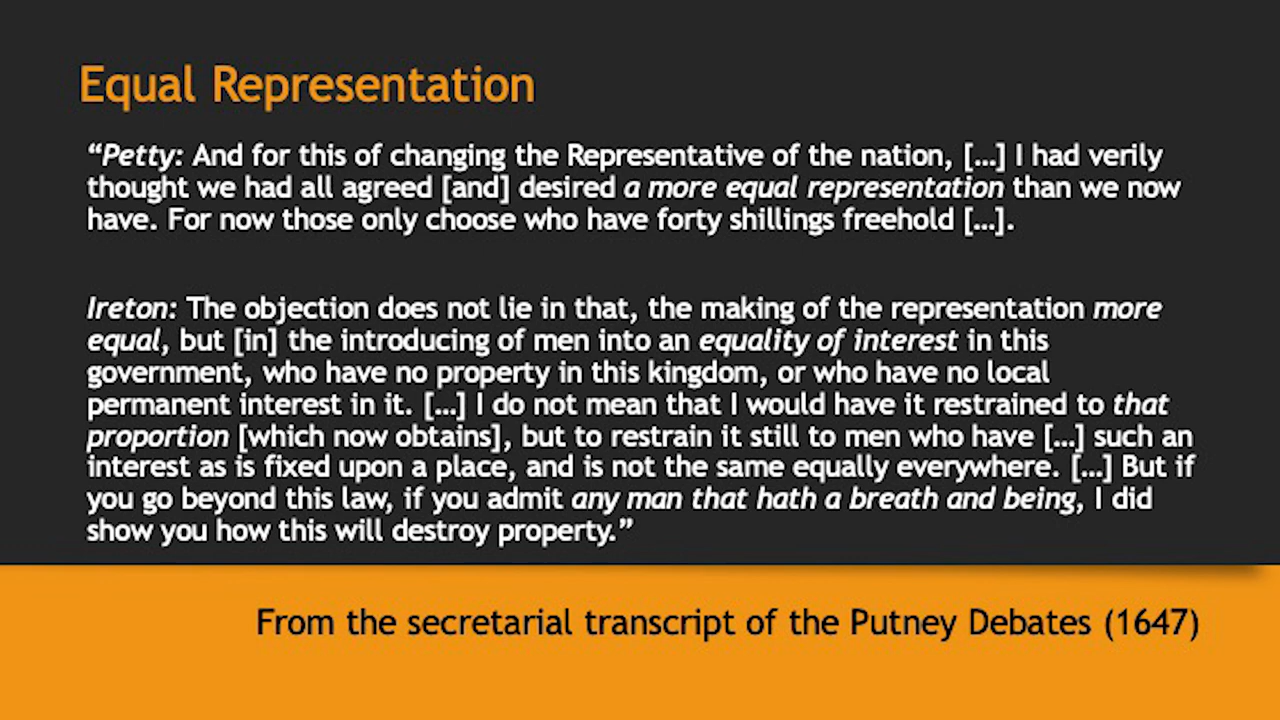 Equal Representation
“Petty: And for this of changing the Representative of the nation, […] I had verily
thought we had all agreed [and] desired a more equal representation than we now
have. For now those only choose who have forty shillings freehold […].
Ireton: The objection does not lie in that, the making of the representation more
equal, but [in] the introducing of men into an equality of interest in this
government, who have no property in this kingdom, or who have no local
permanent interest in it. […] I do not mean that I would have it restrained to that
proportion [which now obtains], but to restrain it still to men who have […] such an
interest as is fixed upon a place, and is not the same equally everywhere. […] But if
you go beyond this law, if you admit any man that hath a breath and being, I did
show you how this will destroy property.”
From the secretarial transcript of the Putney Debates (1647)